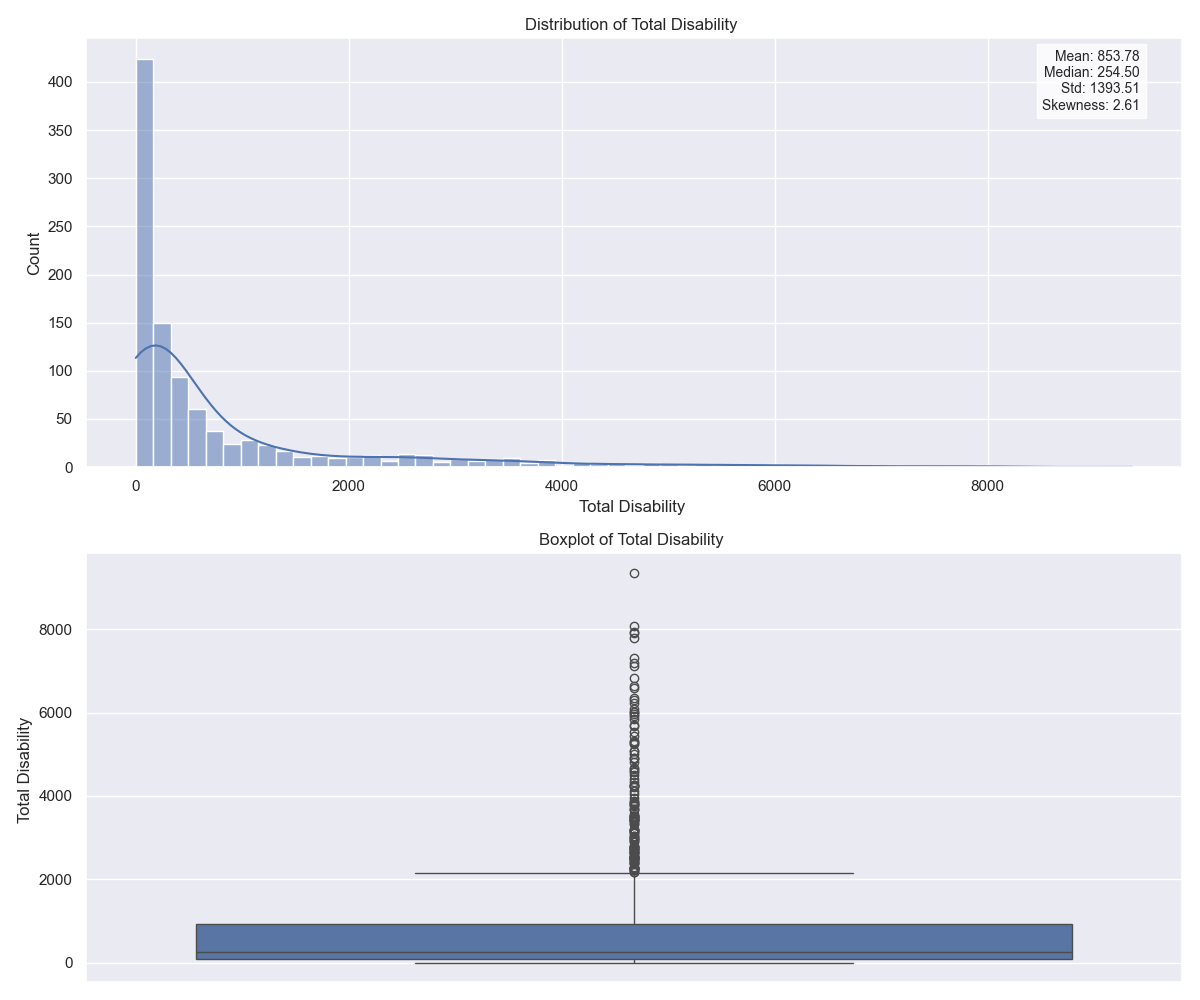 Distribution of Total Disability
Mean: 853.78
Median: 254.50
Std: 1393.51
Skewness: 2.61
400
350
300
250
200
150
100
50
0
Count
0 2000 4000 6000 8000
Total Disability
Boxplot of Total Disability
8000
6000
4000
2000
0
Total Disability